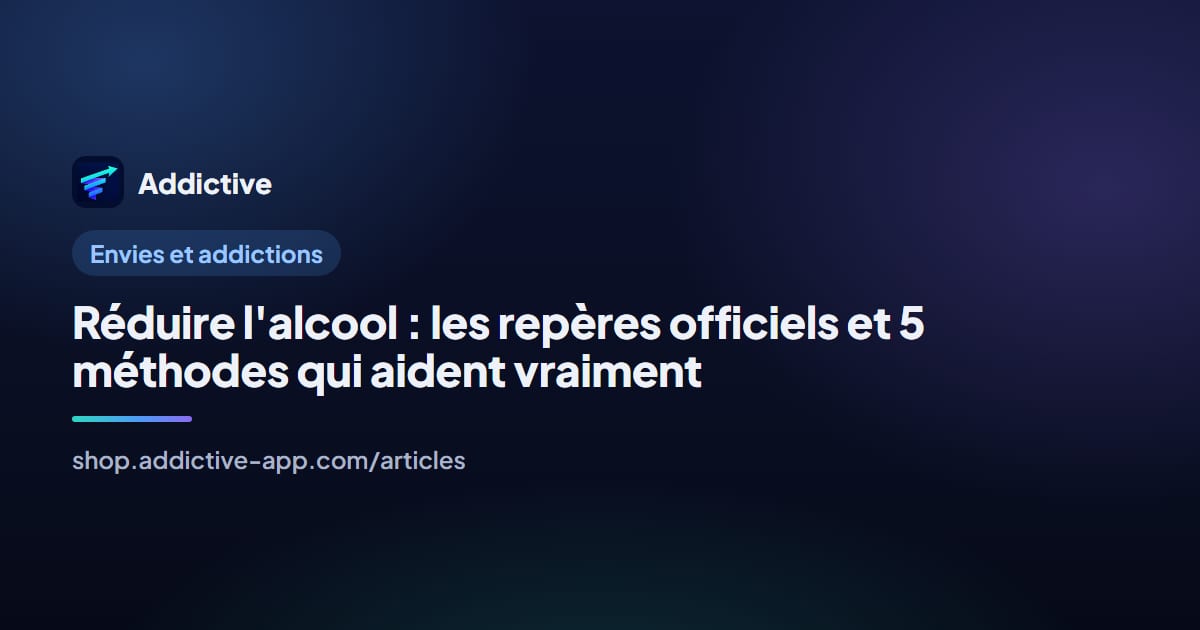 Addictive
Envies et addictions
Réduire l'alcool : les repères officiels et 5
méthodes qui aident vraiment
shop.addictive-app.com/articles